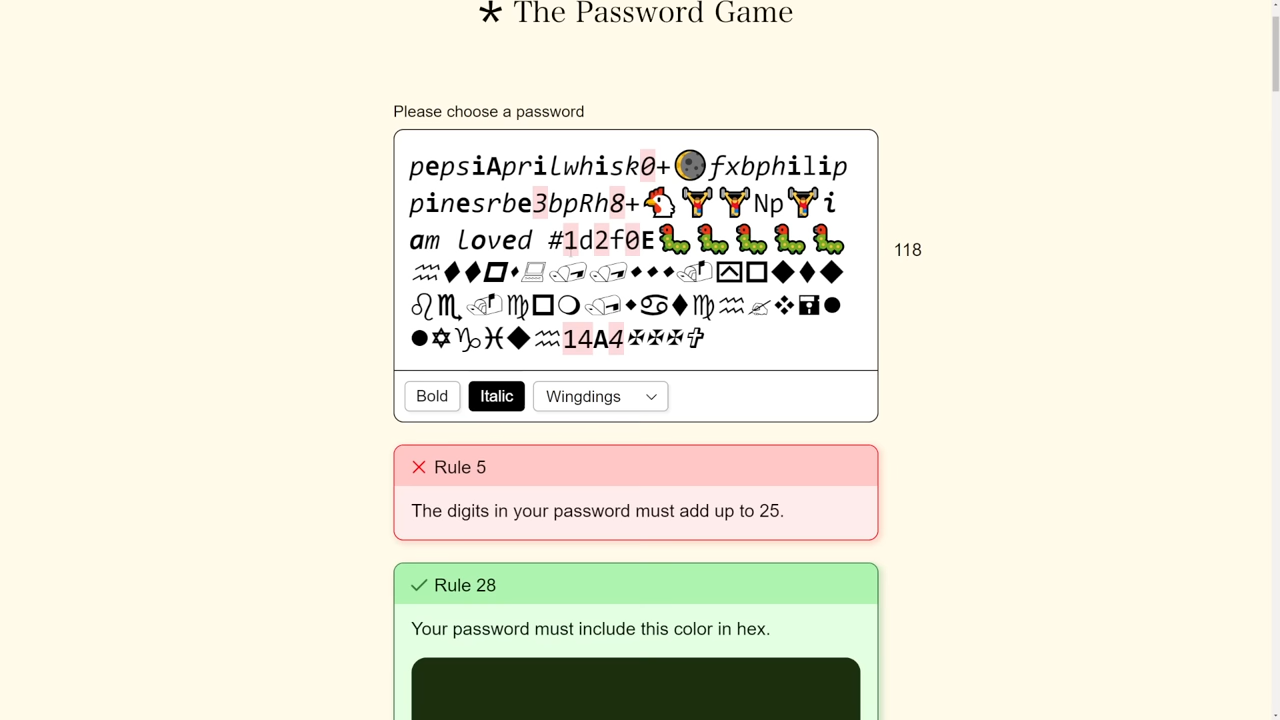 * The Password Game
Please choose a password
pepsiAprilwhisk0+🌘fxbphilip
pinesrbe3bpRh8+🐔🏋️🏋️Np🏋️i
am loved #1d2f0E🐛🐛🐛🐛🐛
14A4
118
Bold Italic Wingdings
Rule 5
The digits in your password must add up to 25.
Rule 28
Your password must include this color in hex.